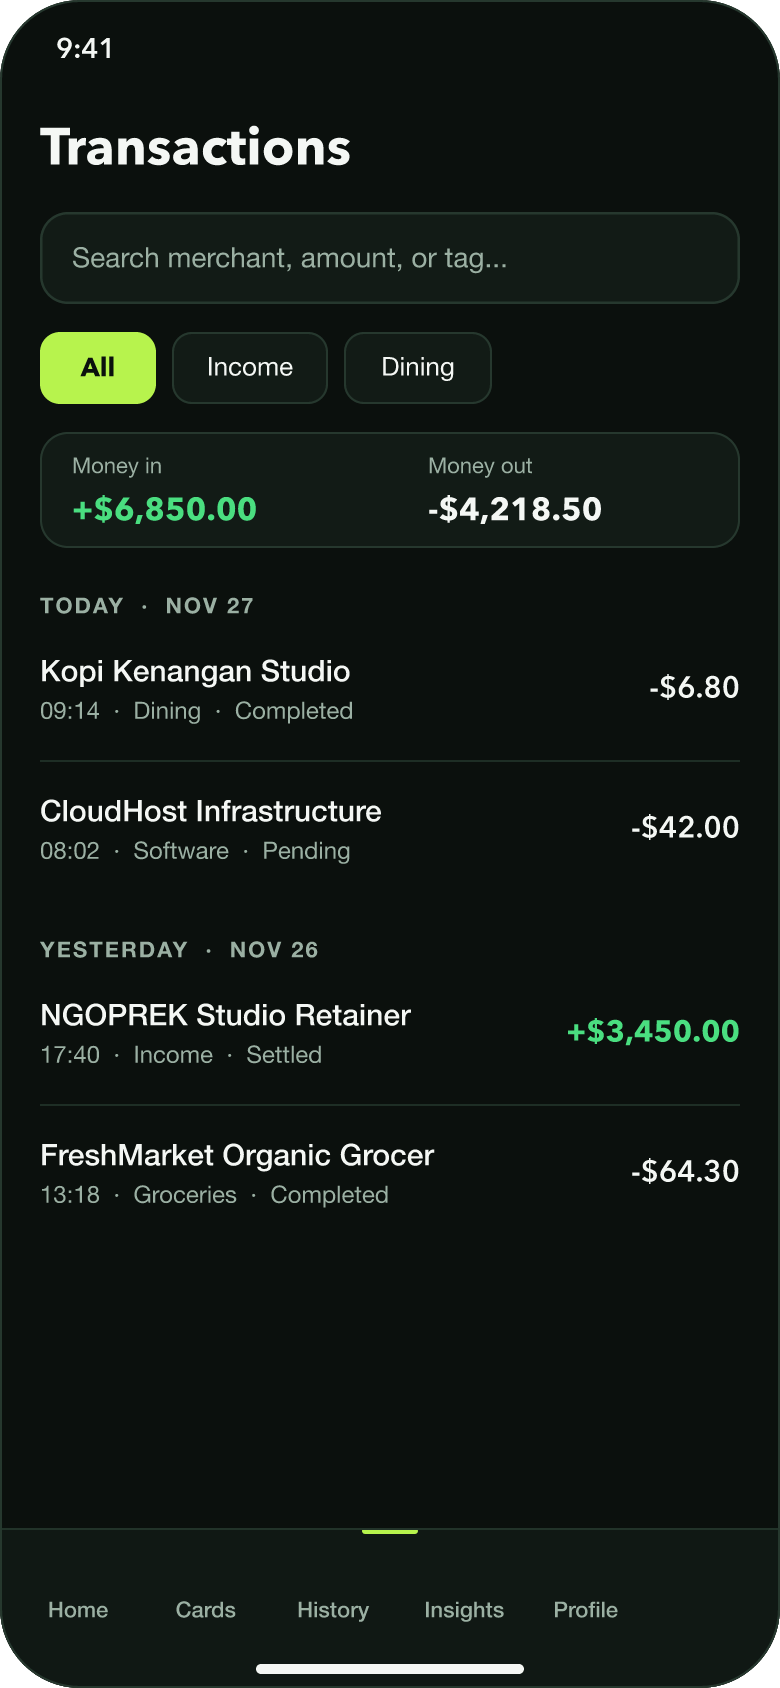 9:41
Transactions
Search merchant, amount, or tag...
All Income Dining
Money in Money out
+$6,850.00 -$4,218.50
TODAY · NOV 27
Kopi Kenangan Studio
-$6.80
09:14 · Dining · Completed
CloudHost Infrastructure
-$42.00
08:02 · Software · Pending
YESTERDAY · NOV 26
NGOPREK Studio Retainer
+$3,450.00
17:40 · Income · Settled
FreshMarket Organic Grocer
-$64.30
13:18 · Groceries · Completed
Home Cards History Insights Profile